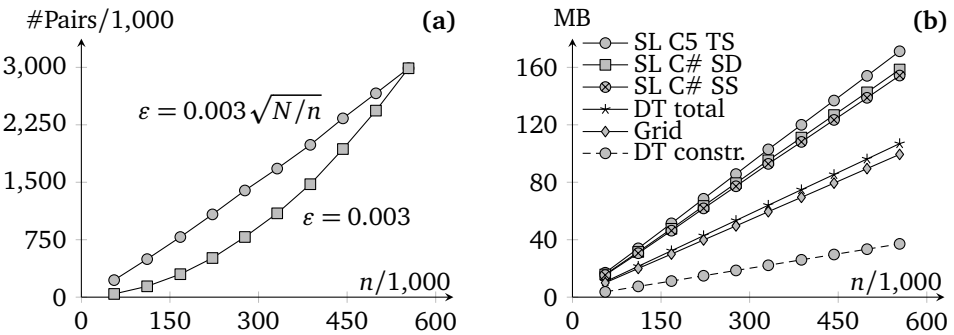 #Pairs/1,000
(a)
3,000
2,250
1,500
750
0
ε = 0.003√N/n
ε = 0.003
n/1,000
0 150 300 450 600
MB
(b)
160
120
80
40
0
SL C5 TS
SL C# SD
SL C# SS
DT total
Grid
DT constr.
n/1,000
0 150 300 450 600